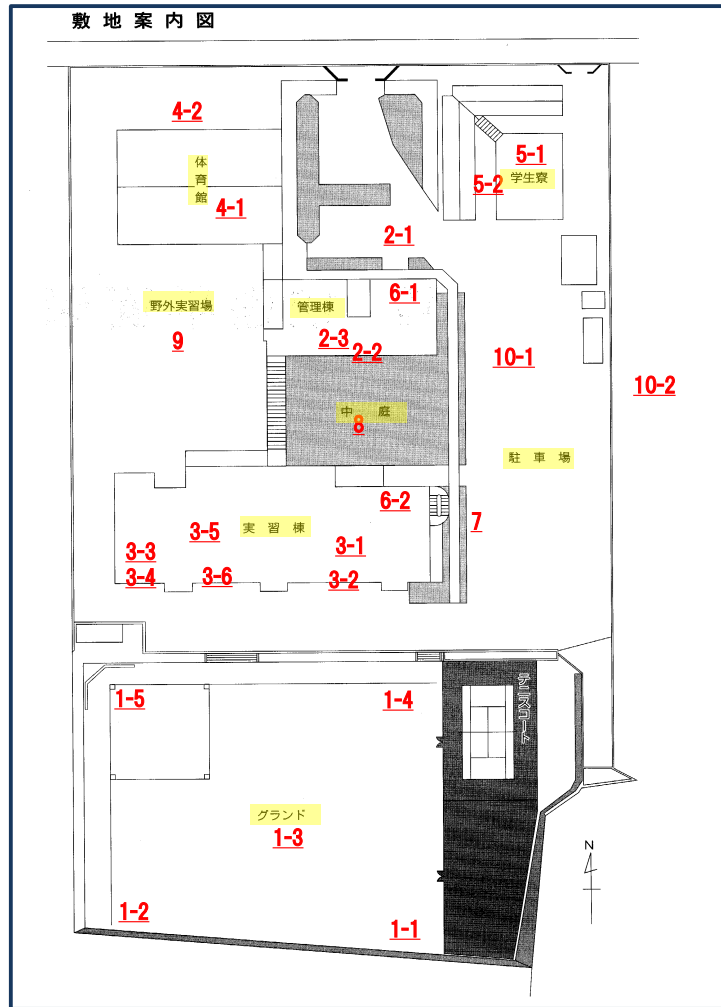 敷地案内図
4-2
体育館
4-1
5-1
5-2
学生寮
2-1
6-1
管理棟
野外実習場
9
2-3
2-2
10-1
10-2
中庭
8
駐車場
6-2
7
実習棟
3-5
3-1
3-3
3-4
3-6
3-2
テニスコート
1-5
1-4
グランド
1-3
1-2
1-1
N